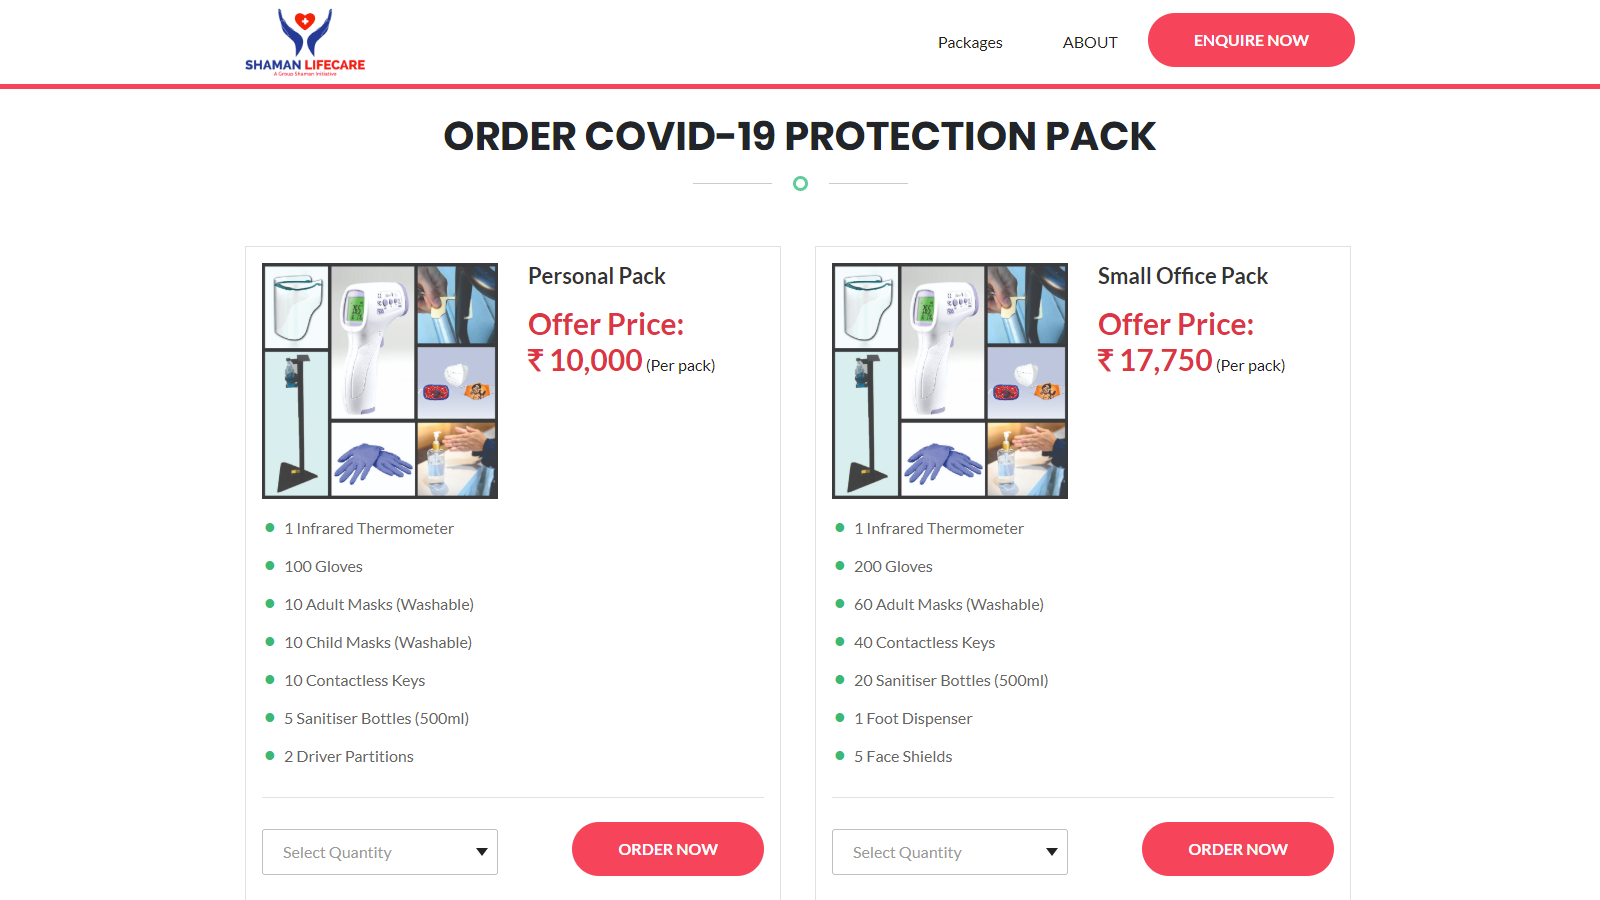 SHAMAN LIFECARE
A Group Shaman Initiative
Packages
ABOUT
ENQUIRE NOW
ORDER COVID-19 PROTECTION PACK
Personal Pack
Offer Price:
₹ 10,000 (Per pack)
1 Infrared Thermometer
100 Gloves
10 Adult Masks (Washable)
10 Child Masks (Washable)
10 Contactless Keys
5 Sanitiser Bottles (500ml)
2 Driver Partitions
Select Quantity
ORDER NOW
Small Office Pack
Offer Price:
₹ 17,750 (Per pack)
1 Infrared Thermometer
200 Gloves
60 Adult Masks (Washable)
40 Contactless Keys
20 Sanitiser Bottles (500ml)
1 Foot Dispenser
5 Face Shields
Select Quantity
ORDER NOW